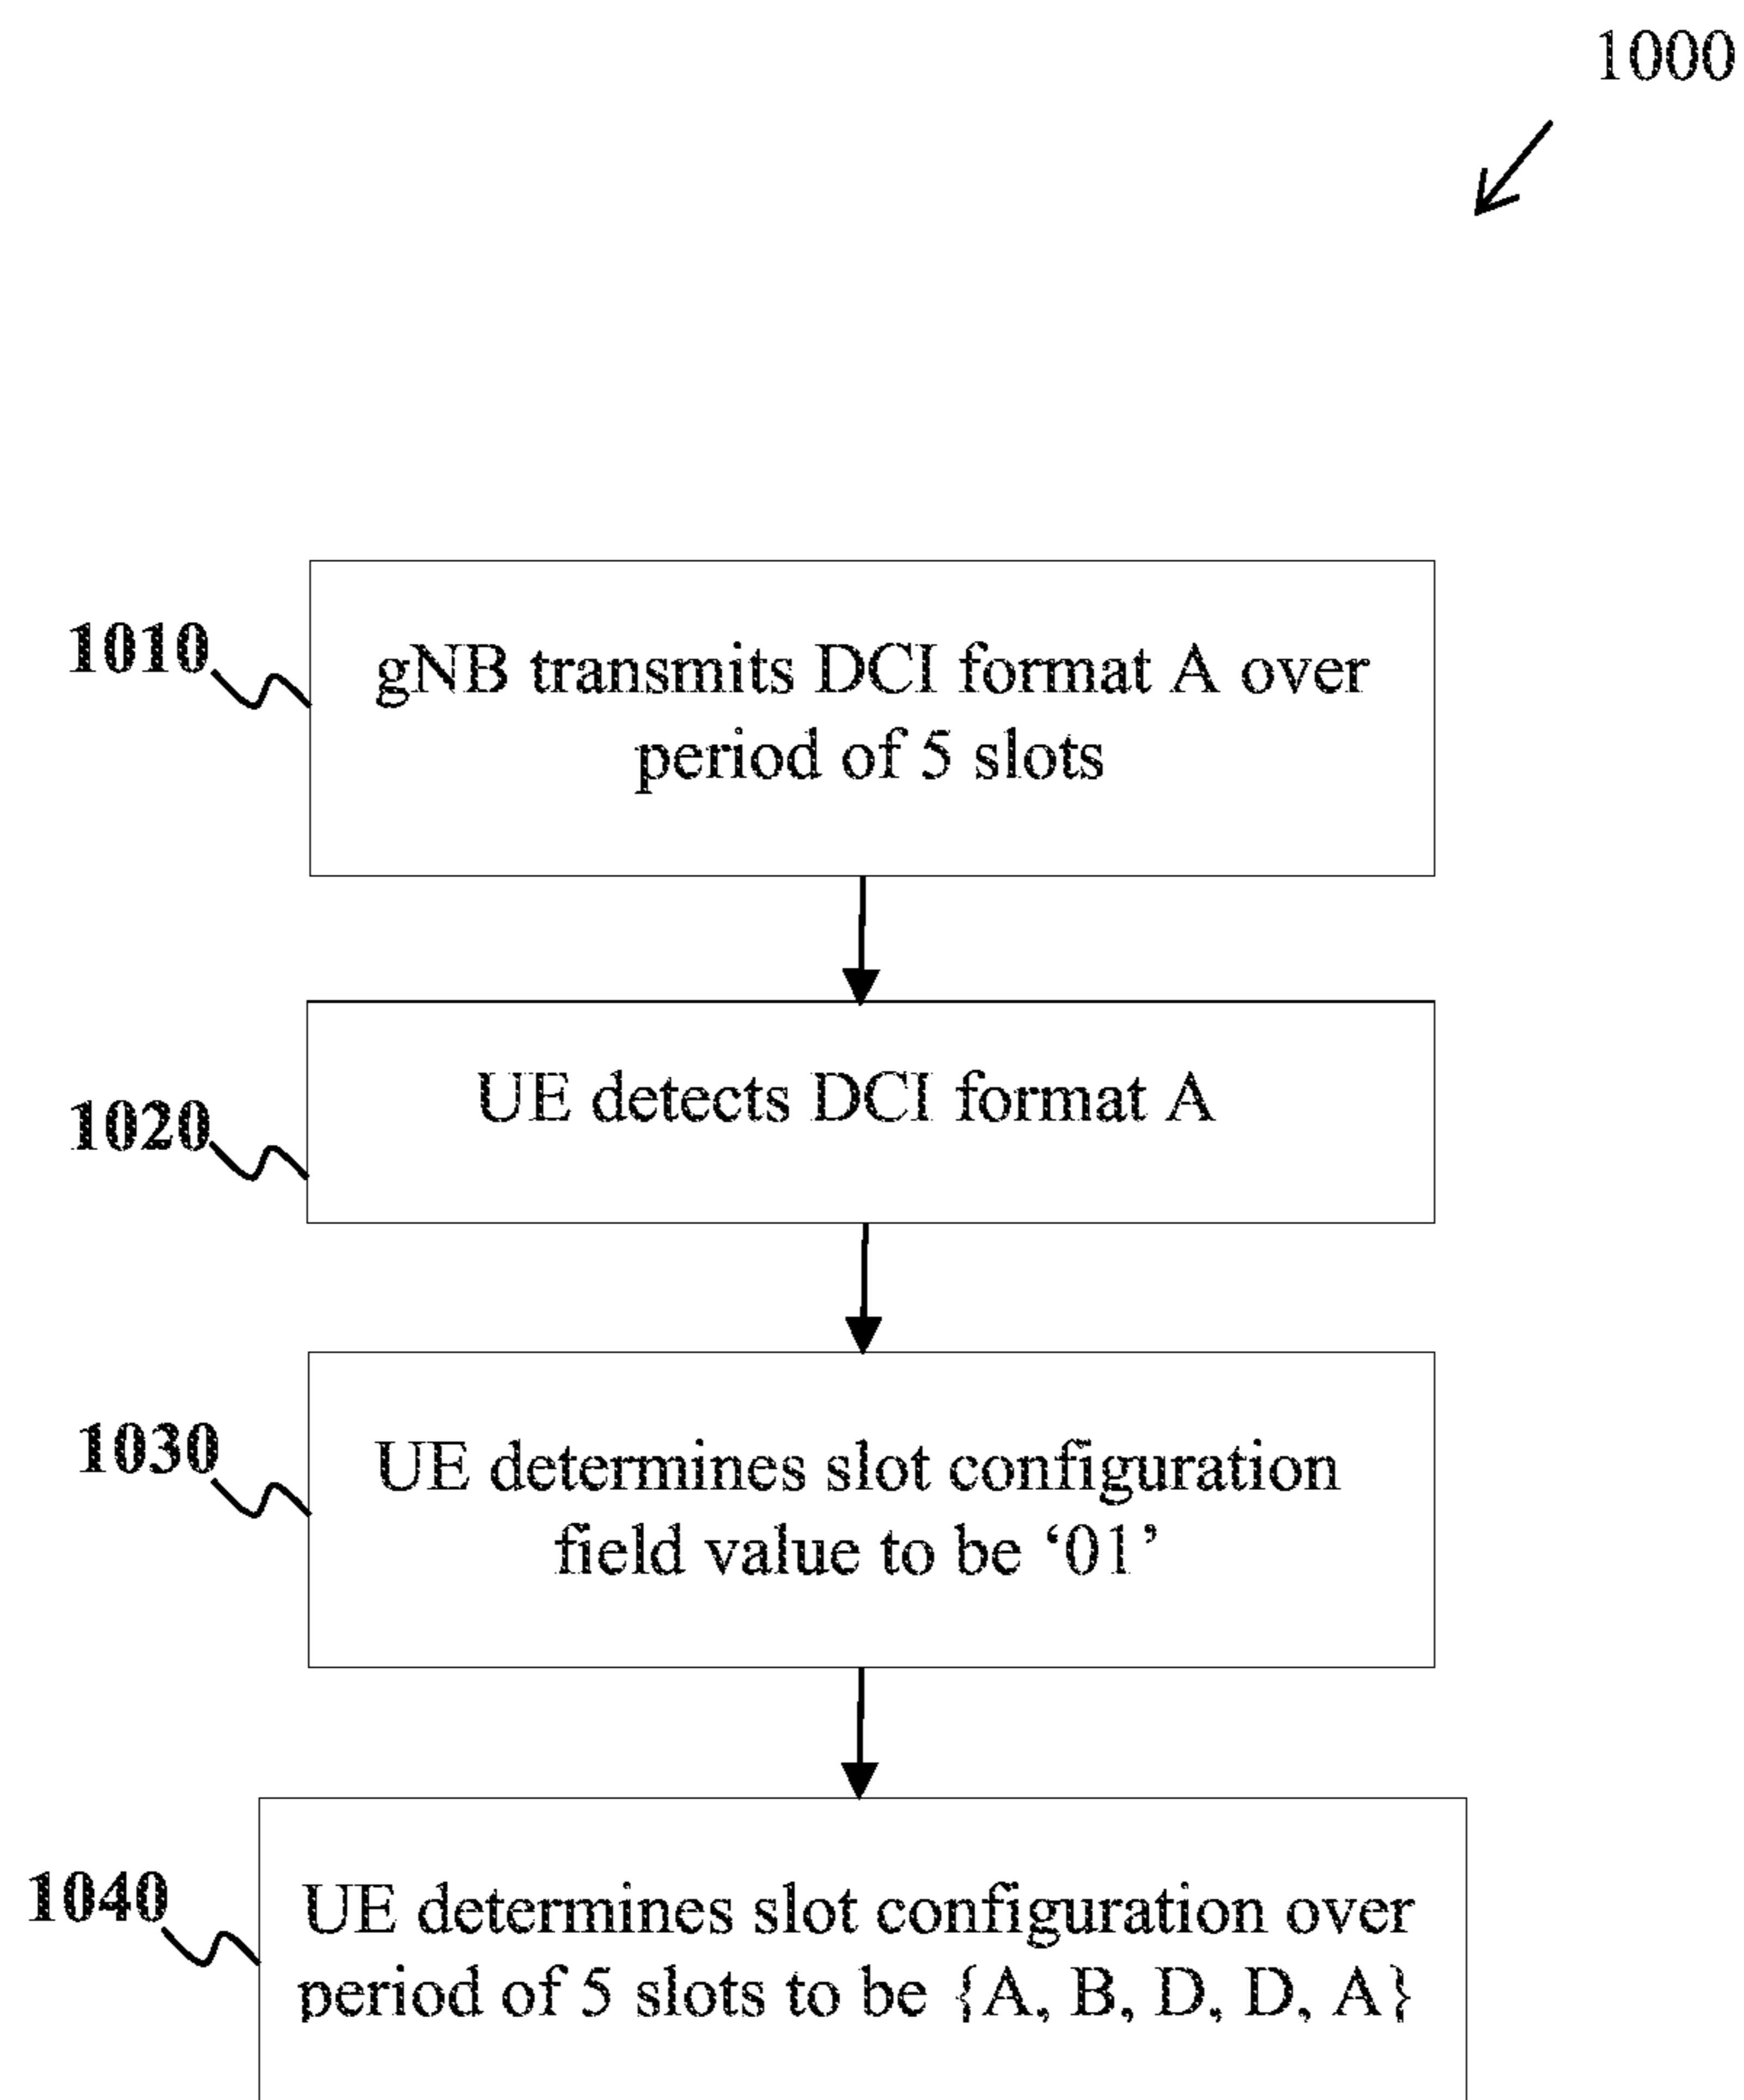 1000
1010
gNB transmits DCI format A over
period of 5 slots
1020
UE detects DCI format A
1030
UE determines slot configuration
field value to be ‘01’
1040
UE determines slot configuration over
period of 5 slots to be {A, B, D, D, A}